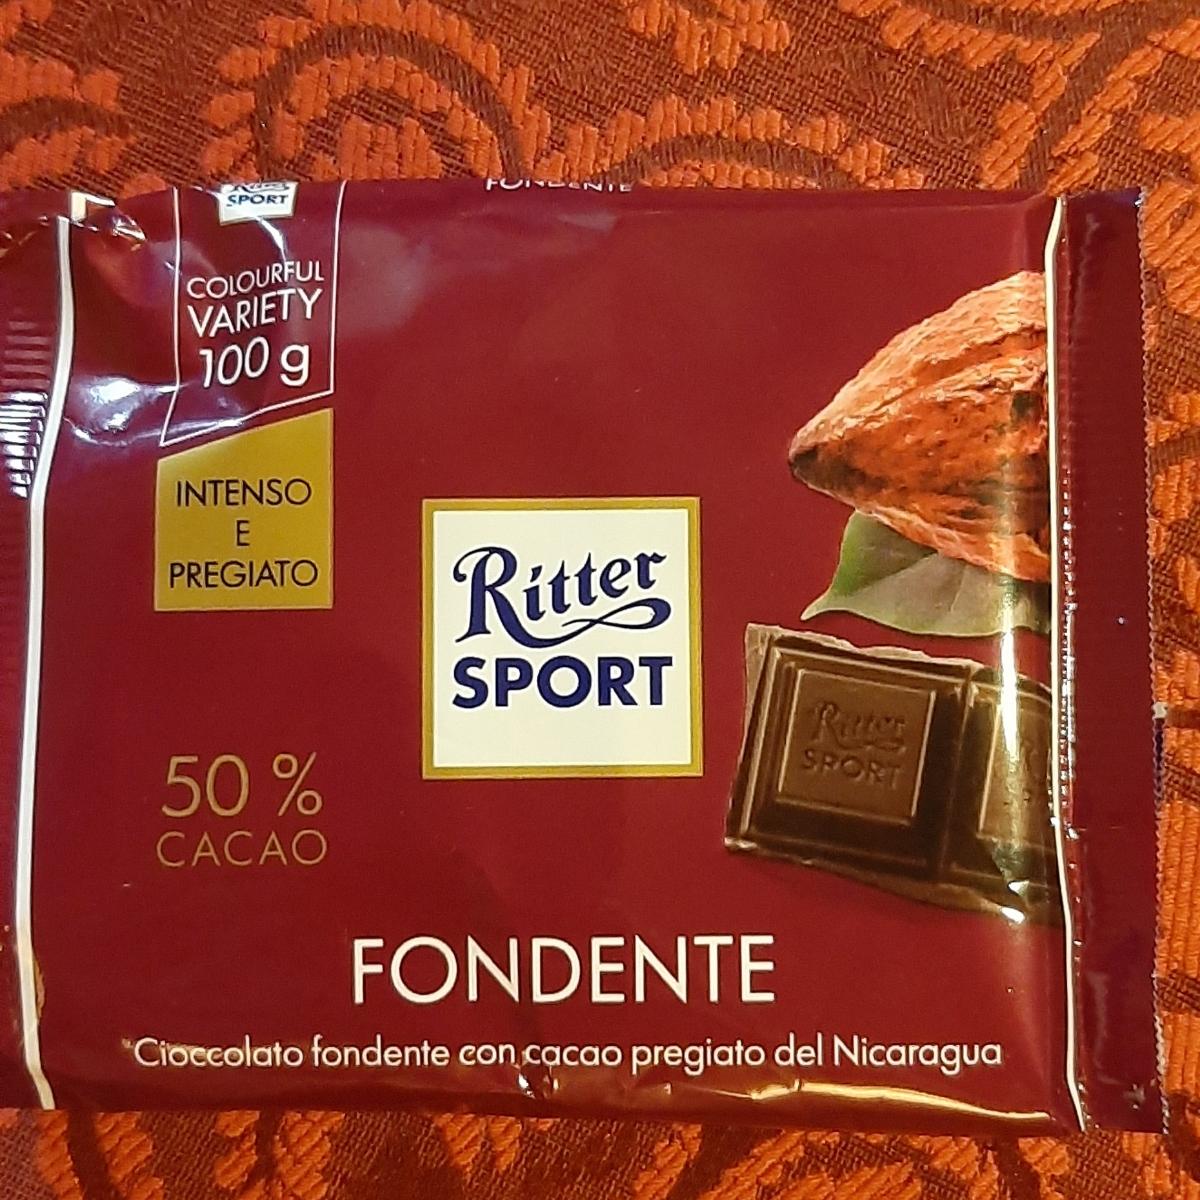 Ritter
SPORT
FONDENTE
COLOURFUL
VARIETY
100 g
INTENSO
E
PREGIATO
Ritter
SPORT
Ritter
SPORT
50 %
CACAO
FONDENTE
Cioccolato fondente con cacao pregiato del Nicaragua